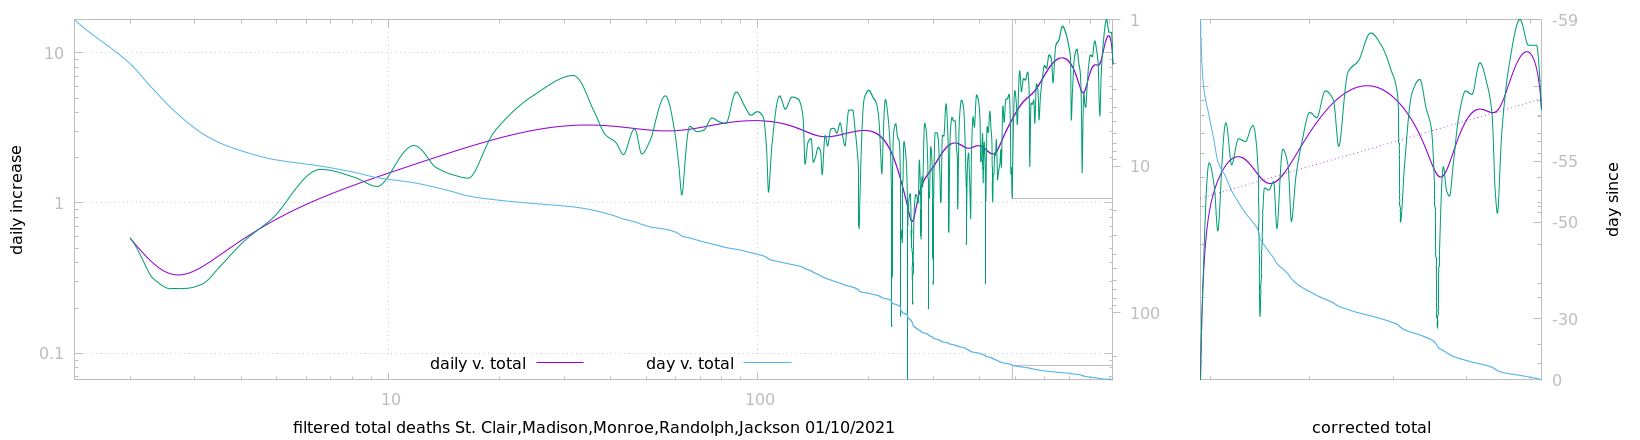 daily increase
10
1
0.1
10
100
1
10
100
daily v. total
day v. total
filtered total deaths St. Clair,Madison,Monroe,Randolph,Jackson 01/10/2021
-59
-55
-50
-30
0
day since
corrected total